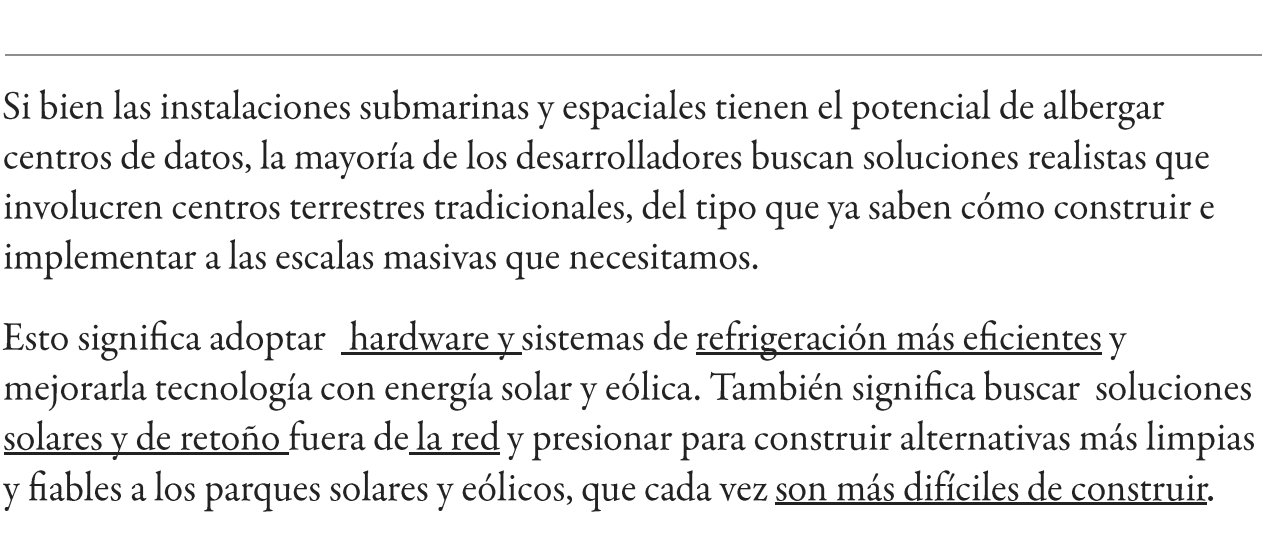 Si bien las instalaciones submarinas y espaciales tienen el potencial de albergar
centros de datos, la mayoría de los desarrolladores buscan soluciones realistas que
involucren centros terrestres tradicionales, del tipo que ya saben cómo construir e
implementar a las escalas masivas que necesitamos.
Esto significa adoptar hardware y sistemas de refrigeración más eficientes y
mejorarla tecnología con energía solar y eólica. También significa buscar soluciones
solares y de retoño fuera de la red y presionar para construir alternativas más limpias
y fiables a los parques solares y eólicos, que cada vez son más difíciles de construir.